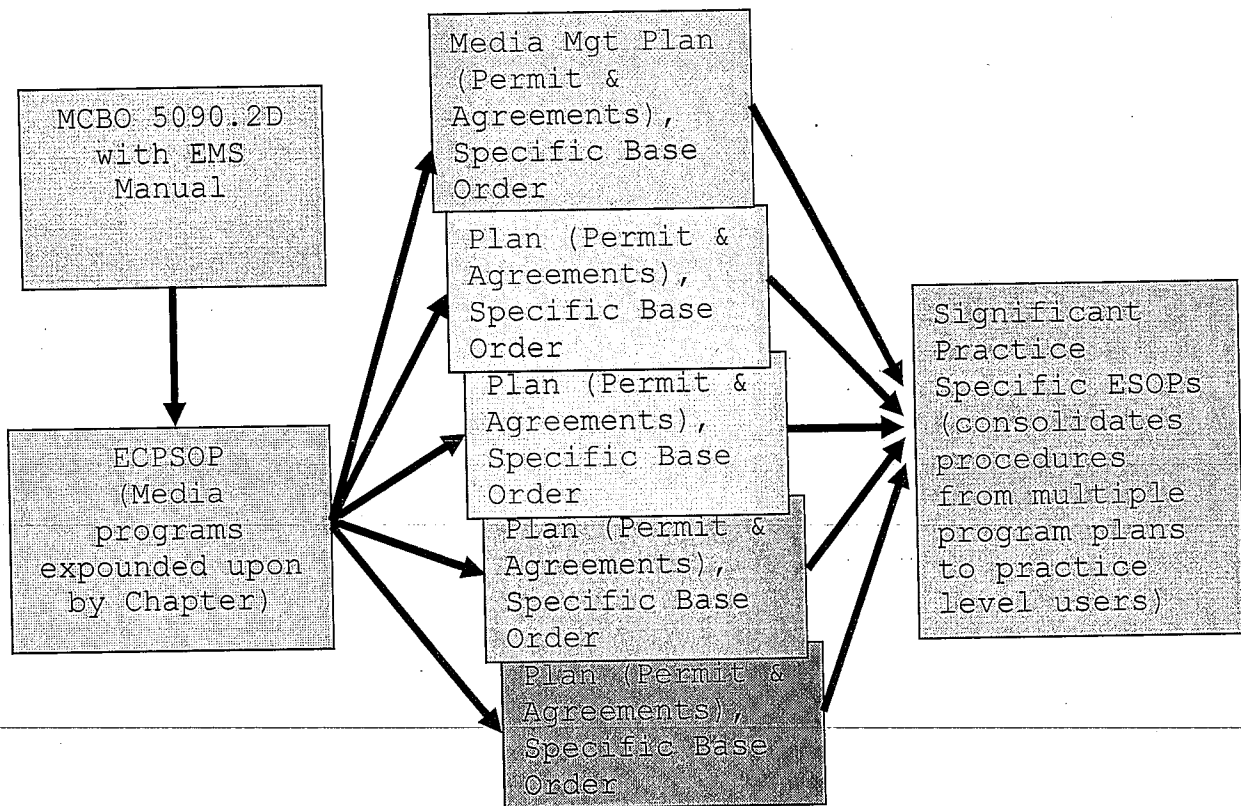 MCBO 5090.2D
with EMS
Manual
ECPSOP
(Media
programs
expounded upon
by Chapter)
Media Mgt Plan
(Permit &
Agreements),
Specific Base
Order
Plan (Permit &
Agreements),
Specific Base
Order
Plan (Permit &
Agreements),
Specific Base
Order
Plan (Permit &
Agreements),
Specific Base
Order
Plan (Permit &
Agreements),
Specific Base
Order
Significant
Practice
Specific ESOPs
(consolidates
procedures
from multiple
program plans
to practice
level users)